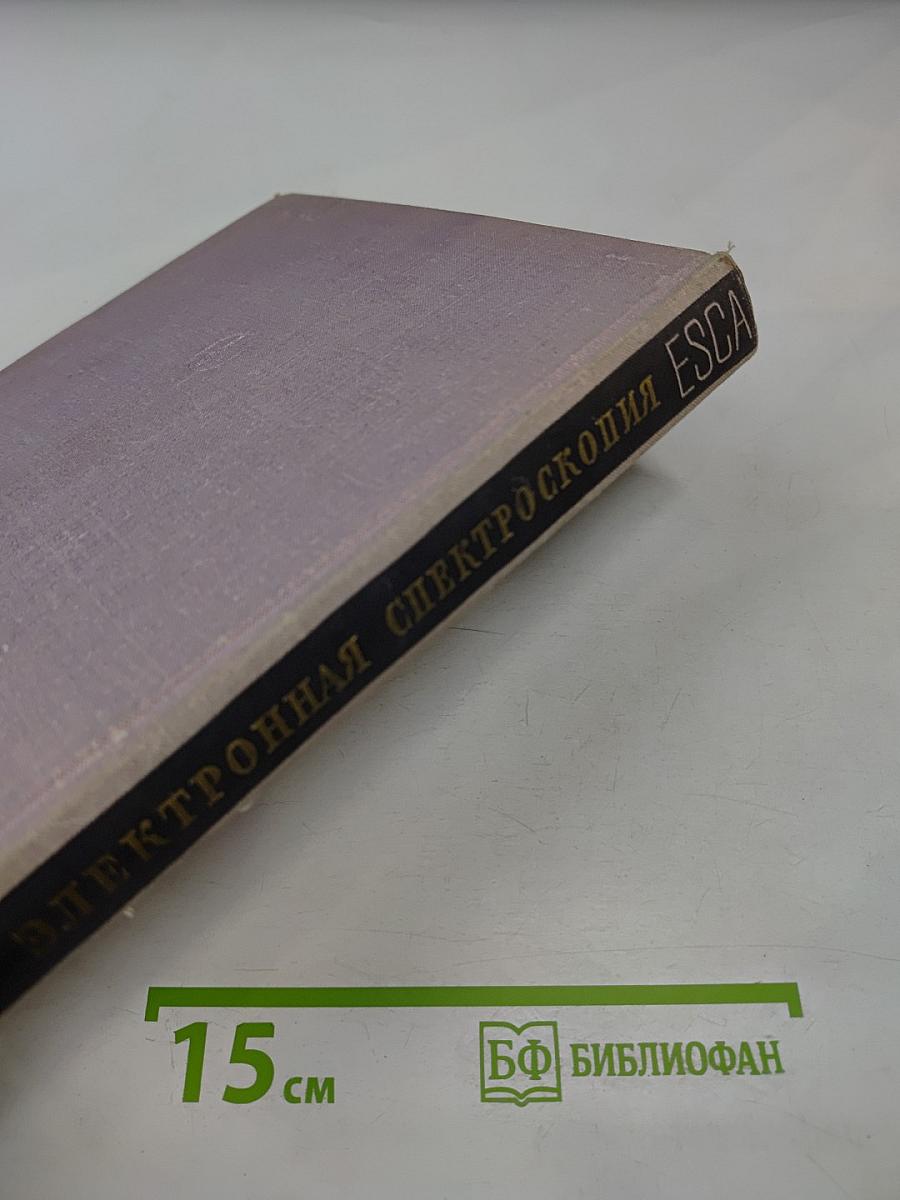 ЭЛЕКТРОННАЯ СПЕКТРОСКОПИЯ ESCA
15 см
БФ БИБЛИОФАН